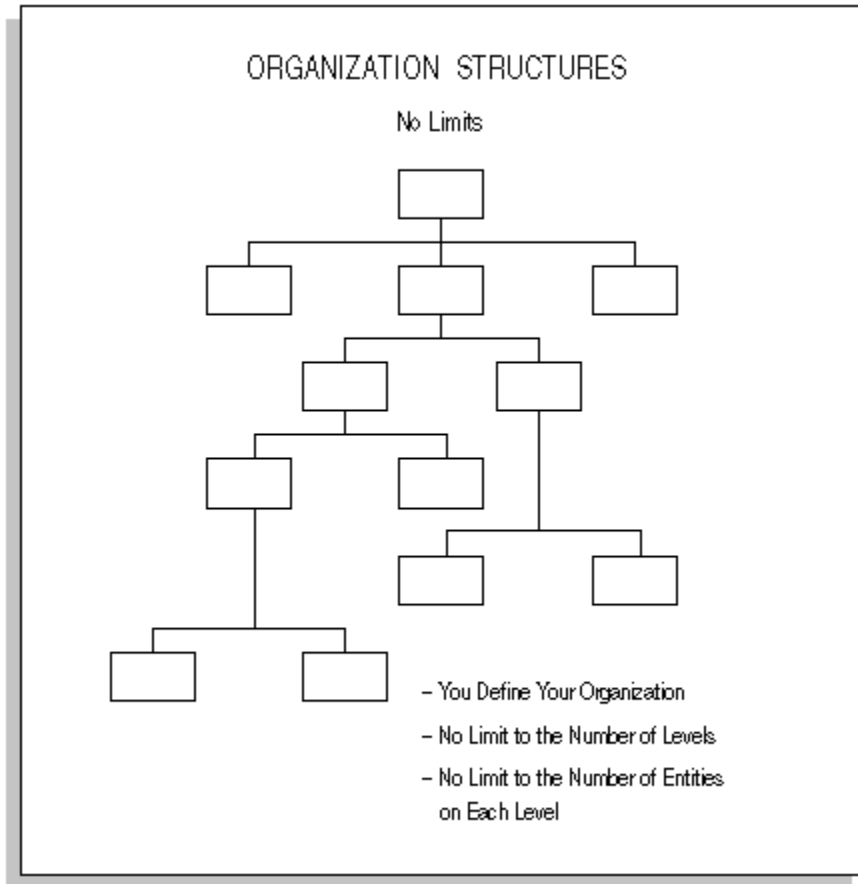 ORGANIZATION STRUCTURES
No Limits
– You Define Your Organization
– No Limit to the Number of Levels
– No Limit to the Number of Entities
on Each Level